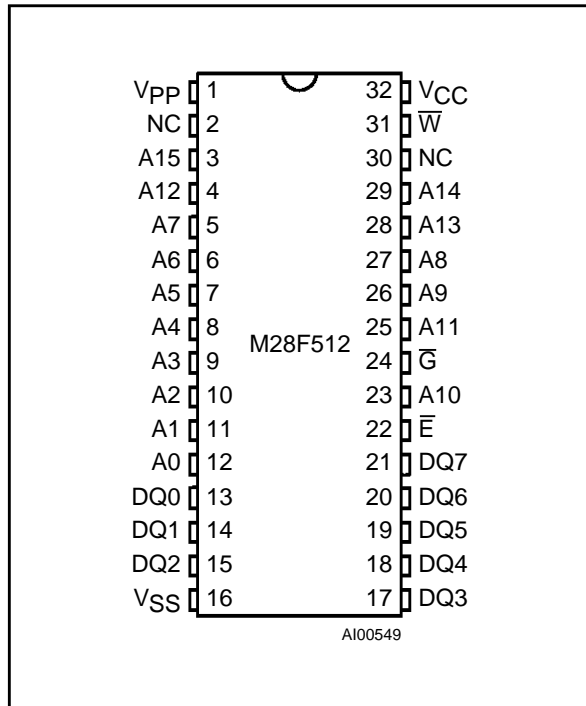 VPP 1 32 VCC
NC 2 31 W̅
A15 3 30 NC
A12 4 29 A14
A7 5 28 A13
A6 6 27 A8
A5 7 26 A9
A4 8 25 A11
M28F512
A3 9 24 G̅
A2 10 23 A10
A1 11 22 E̅
A0 12 21 DQ7
DQ0 13 20 DQ6
DQ1 14 19 DQ5
DQ2 15 18 DQ4
VSS 16 17 DQ3
AI00549